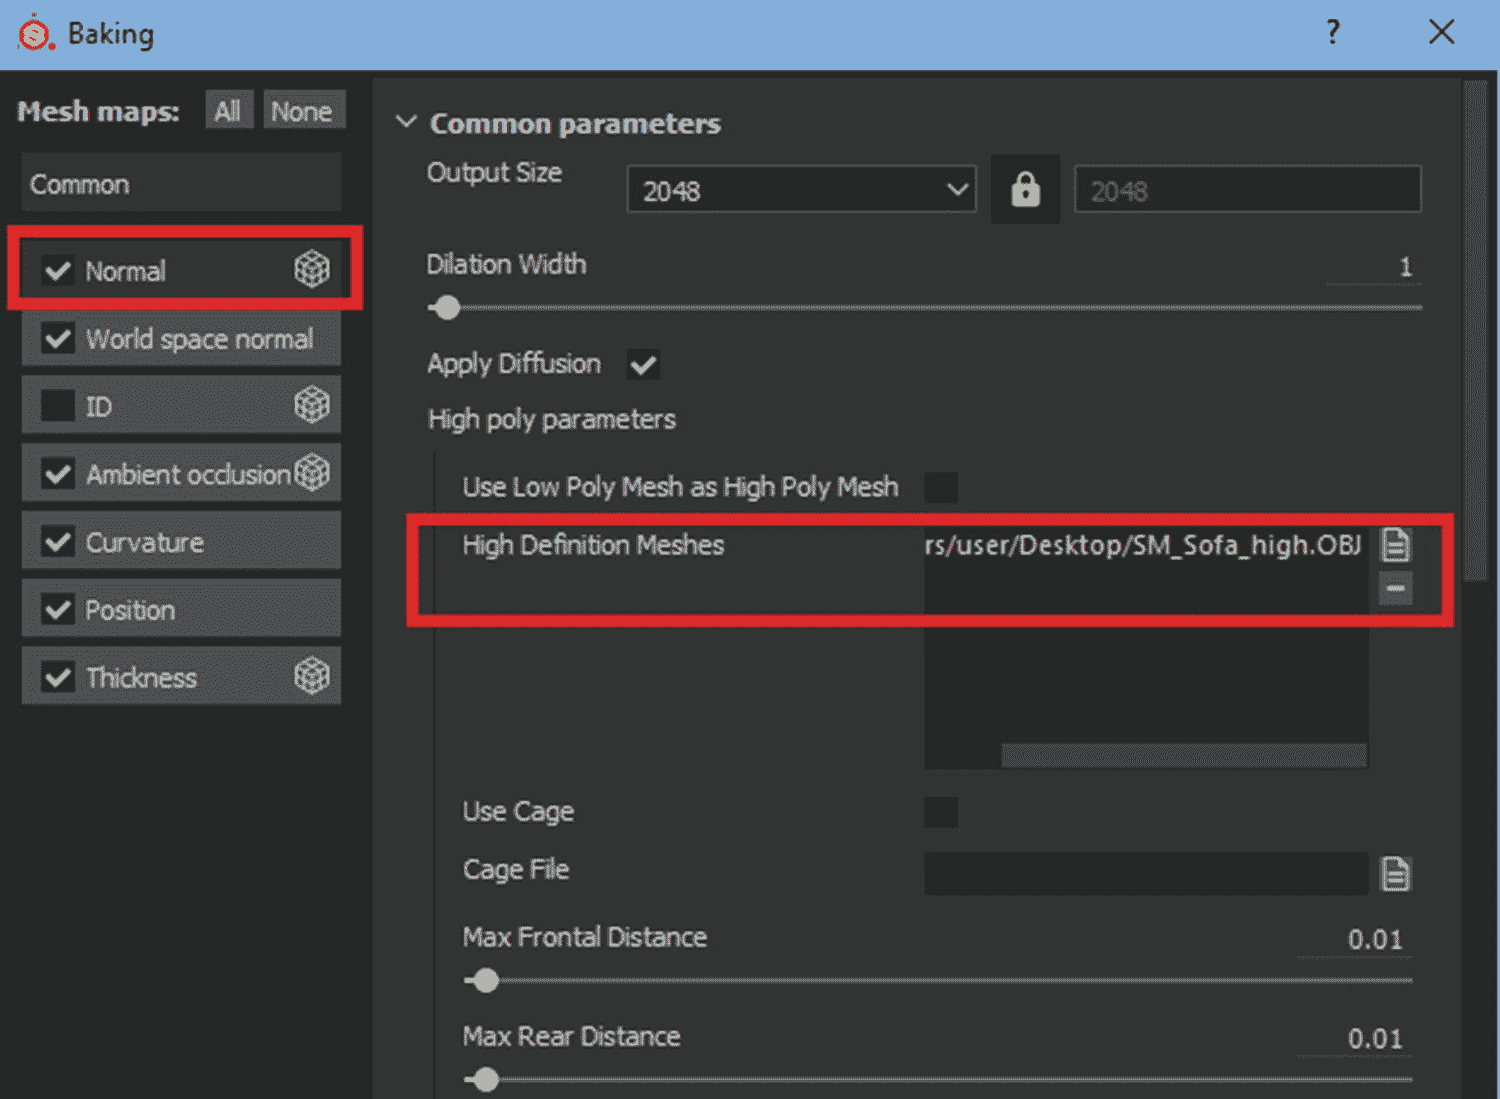 Baking
?
Mesh maps: All None
Common
Normal
World space normal
ID
Ambient occlusion
Curvature
Position
Thickness
Common parameters
Output Size 2048 2048
Dilation Width 1
Apply Diffusion
High poly parameters
Use Low Poly Mesh as High Poly Mesh
High Definition Meshes rs/user/Desktop/SM_Sofa_high.OBJ
Use Cage
Cage File
Max Frontal Distance 0.01
Max Rear Distance 0.01